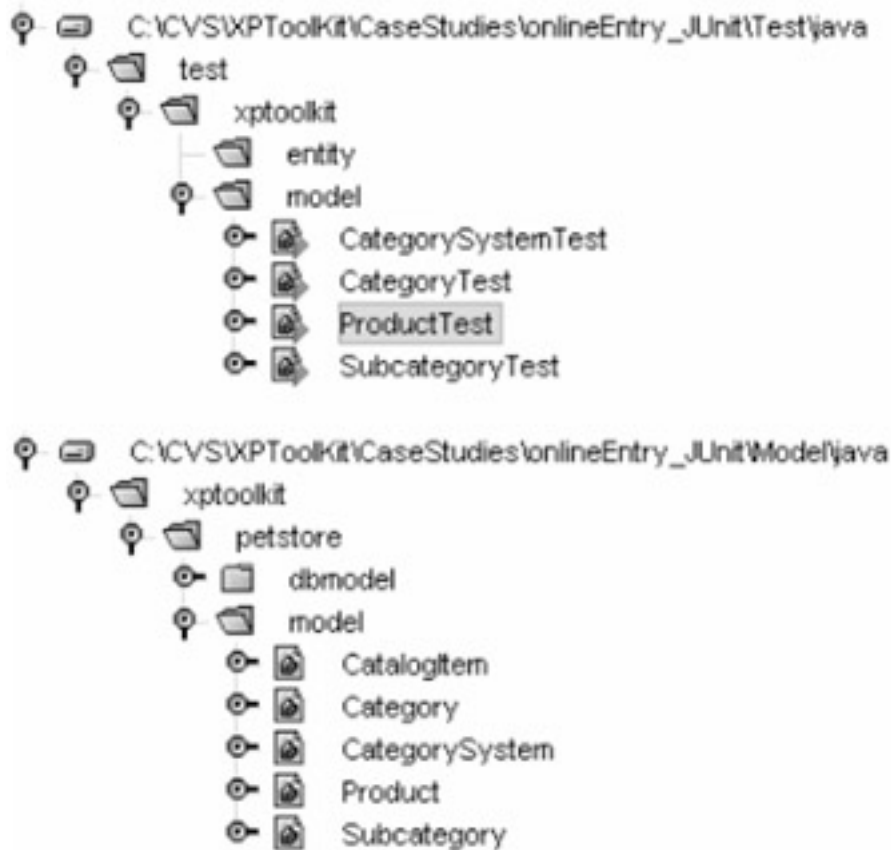 C:\CVS\XPToolKit\CaseStudies\onlineEntry_JUnit\Test\java
test
xptoolkit
entity
model
CategorySystemTest
CategoryTest
ProductTest
SubcategoryTest
C:\CVS\XPToolKit\CaseStudies\onlineEntry_JUnit\Model\java
xptoolkit
petstore
dbmodel
model
CatalogItem
Category
CategorySystem
Product
Subcategory